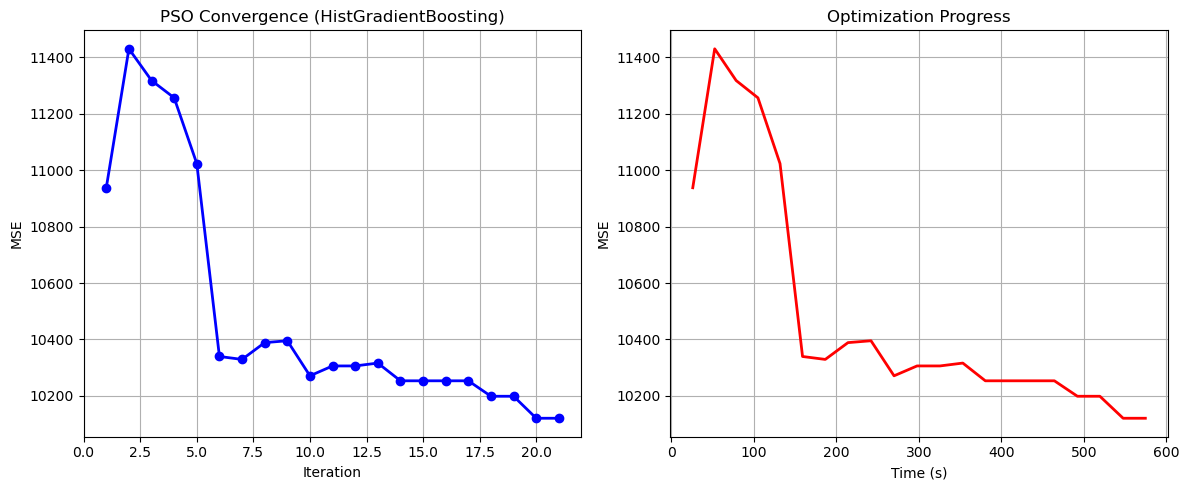 PSO Convergence (HistGradientBoosting)
MSE
11400
11200
11000
10800
10600
10400
10200
0.0 2.5 5.0 7.5 10.0 12.5 15.0 17.5 20.0
Iteration
Optimization Progress
MSE
11400
11200
11000
10800
10600
10400
10200
0 100 200 300 400 500 600
Time (s)